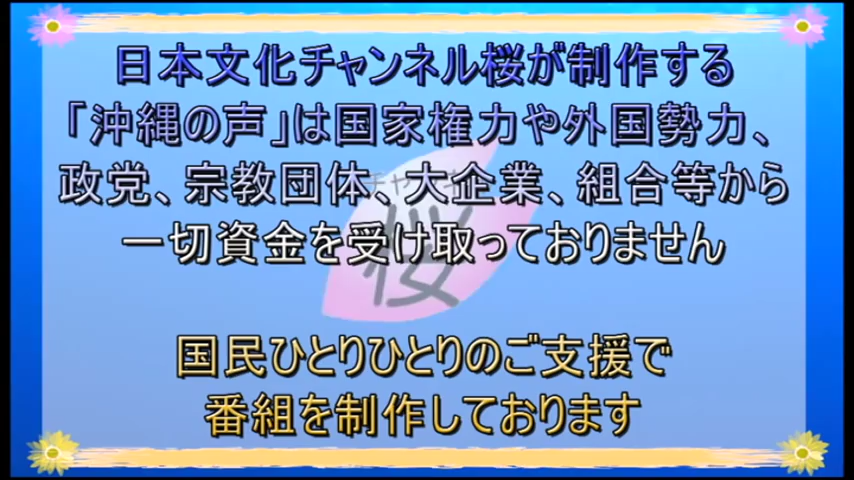 日本文化チャンネル桜が制作する
「沖縄の声」は国家権力や外国勢力、
政党、宗教団体、大企業、組合等から
一切資金を受け取っておりません
桜
国民ひとりひとりのご支援で
番組を制作しております